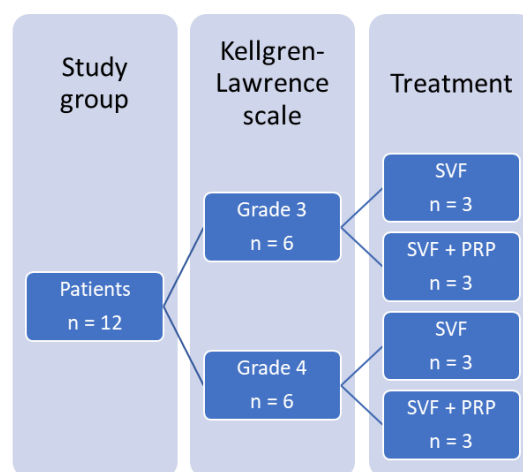 Study
group
Kellgren-
Lawrence
scale
Treatment
Patients
n = 12
Grade 3
n = 6
Grade 4
n = 6
SVF
n = 3
SVF + PRP
n = 3
SVF
n = 3
SVF + PRP
n = 3